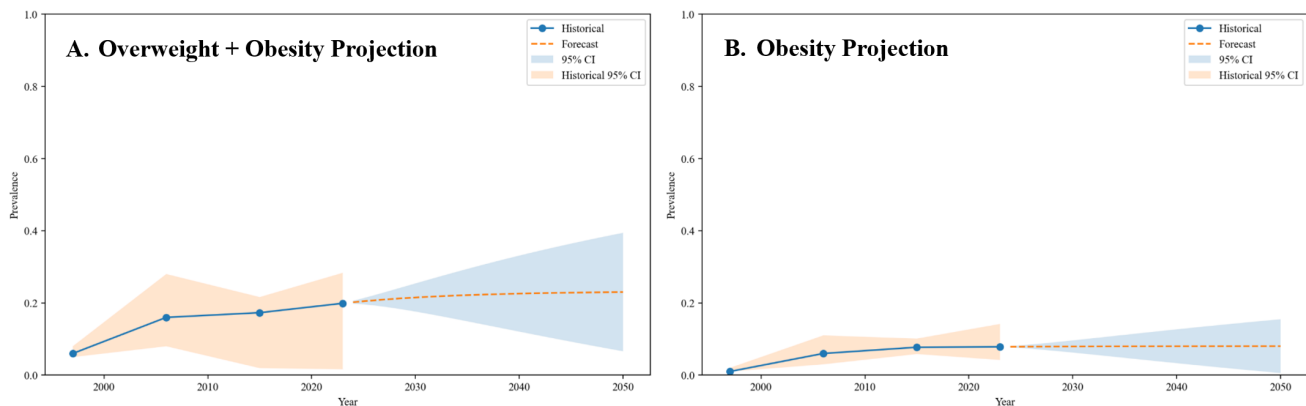 A. Overweight + Obesity Projection
Historical
Forecast
95% CI
Historical 95% CI
Prevalence
1.0
0.8
0.6
0.4
0.2
0.0
2000 2010 2020 2030 2040 2050
Year
B. Obesity Projection
Historical
Forecast
95% CI
Historical 95% CI
Prevalence
1.0
0.8
0.6
0.4
0.2
0.0
2000 2010 2020 2030 2040 2050
Year